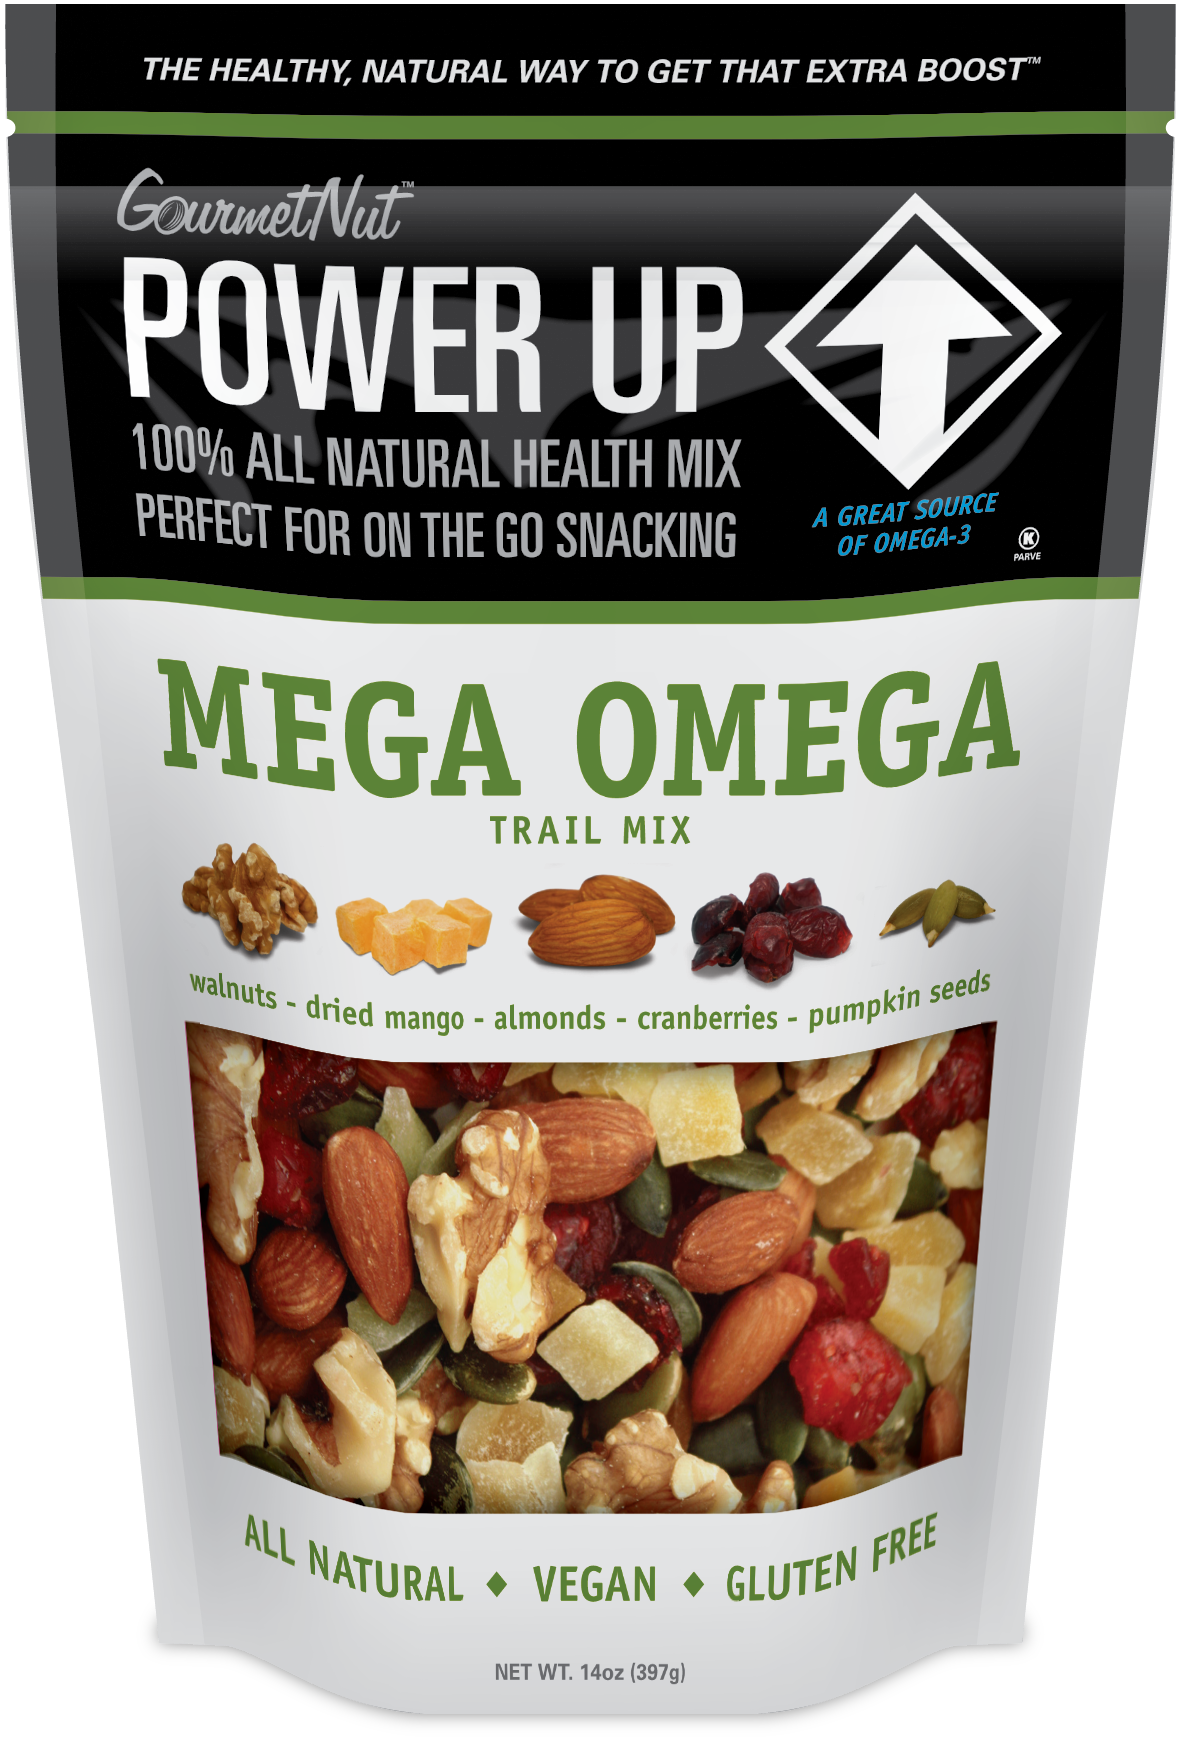 THE HEALTHY, NATURAL WAY TO GET THAT EXTRA BOOST™
GourmetNut™
POWER UP
100% ALL NATURAL HEALTH MIX
PERFECT FOR ON THE GO SNACKING
A GREAT SOURCE
OF OMEGA-3
K
PARVE
MEGA OMEGA
TRAIL MIX
walnuts - dried mango - almonds - cranberries - pumpkin seeds
ALL NATURAL ♦ VEGAN ♦ GLUTEN FREE
NET WT. 14oz (397g)